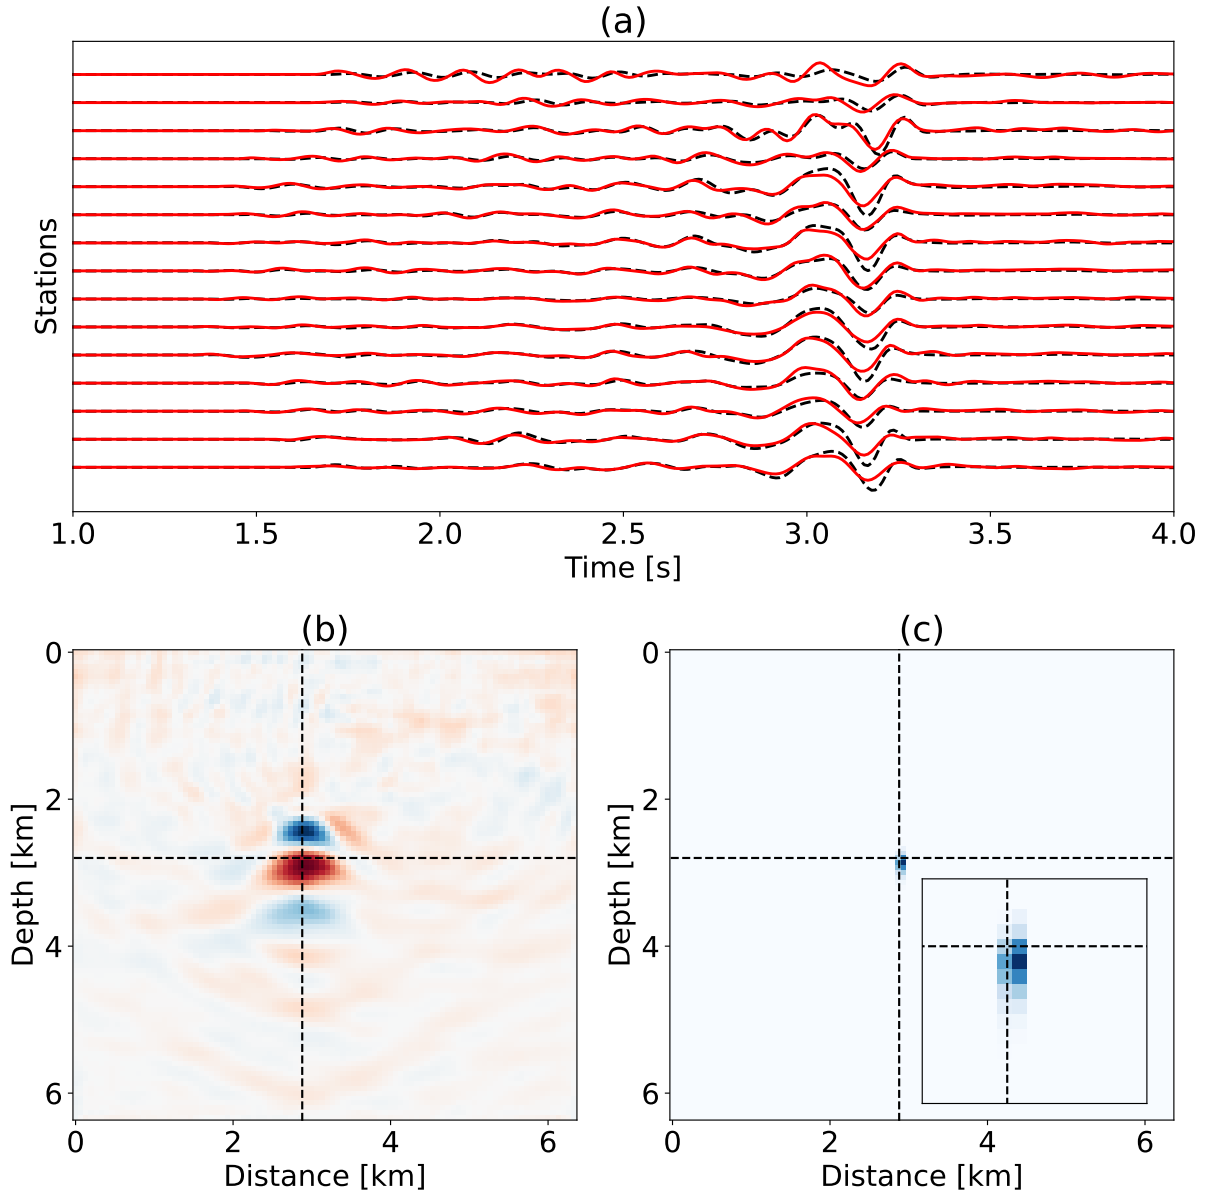 (a)
Stations
1.0 1.5 2.0 2.5 3.0 3.5 4.0
Time [s]
(b)
0
2
4
6
Depth [km]
0 2 4 6
Distance [km]
(c)
0
2
4
6
Depth [km]
0 2 4 6
Distance [km]